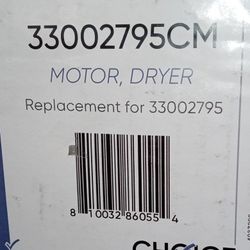 33002795CM
MOTOR, DRYER
Replacement for 33002795
8 10032 86055 4